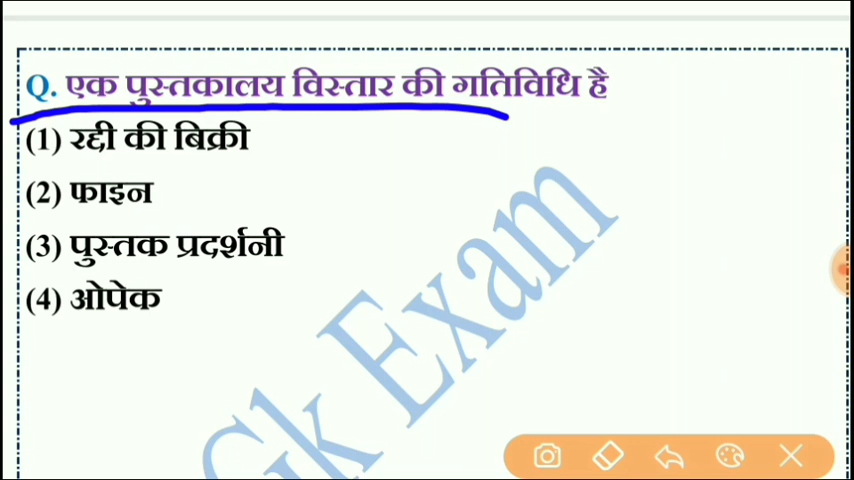 Q. एक पुस्तकालय विस्तार की गतिविधि है
(1) रद्दी की बिक्री
(2) फाइन
(3) पुस्तक प्रदर्शनी
(4) ओपेक
Gk Exam